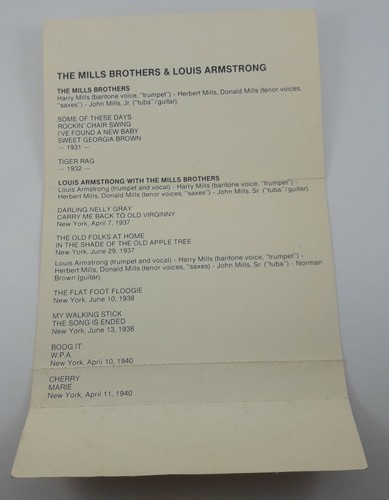 THE MILLS BROTHERS & LOUIS ARMSTRONG
THE MILLS BROTHERS
Harry Mills (baritone voice, "trumpet") - Herbert Mills, Donald Mills (tenor voices,
"saxes") - John Mills, Jr. ("tuba"/guitar).
SOME OF THESE DAYS
ROCKIN' CHAIR SWING
I'VE FOUND A NEW BABY
SWEET GEORGIA BROWN
— 1931 —
TIGER RAG
— 1932 —
LOUIS ARMSTRONG WITH THE MILLS BROTHERS
Louis Armstrong (trumpet and vocal) - Harry Mills (baritone voice, "trumpet") -
Herbert Mills, Donald Mills (tenor voices, "saxes") - John Mills, Sr. ("tuba"/guitar).
DARLING NELLY GRAY
CARRY ME BACK TO OLD VIRGINNY
New York, April 7, 1937
THE OLD FOLKS AT HOME
IN THE SHADE OF THE OLD APPLE TREE
New York, June 29, 1937
Louis Armstrong (trumpet and vocal) - Harry Mills (baritone voice, "trumpet") -
Herbert Mills, Donald Mills (tenor voices, "saxes) - John Mills, Sr. ("tuba") - Norman
Brown (guitar).
THE FLAT FOOT FLOOGIE
New York, June 10, 1938
MY WALKING STICK
THE SONG IS ENDED
New York, June 13, 1938
BOOG IT
W.P.A.
New York, April 10, 1940
CHERRY
MARIE
New York, April 11, 1940